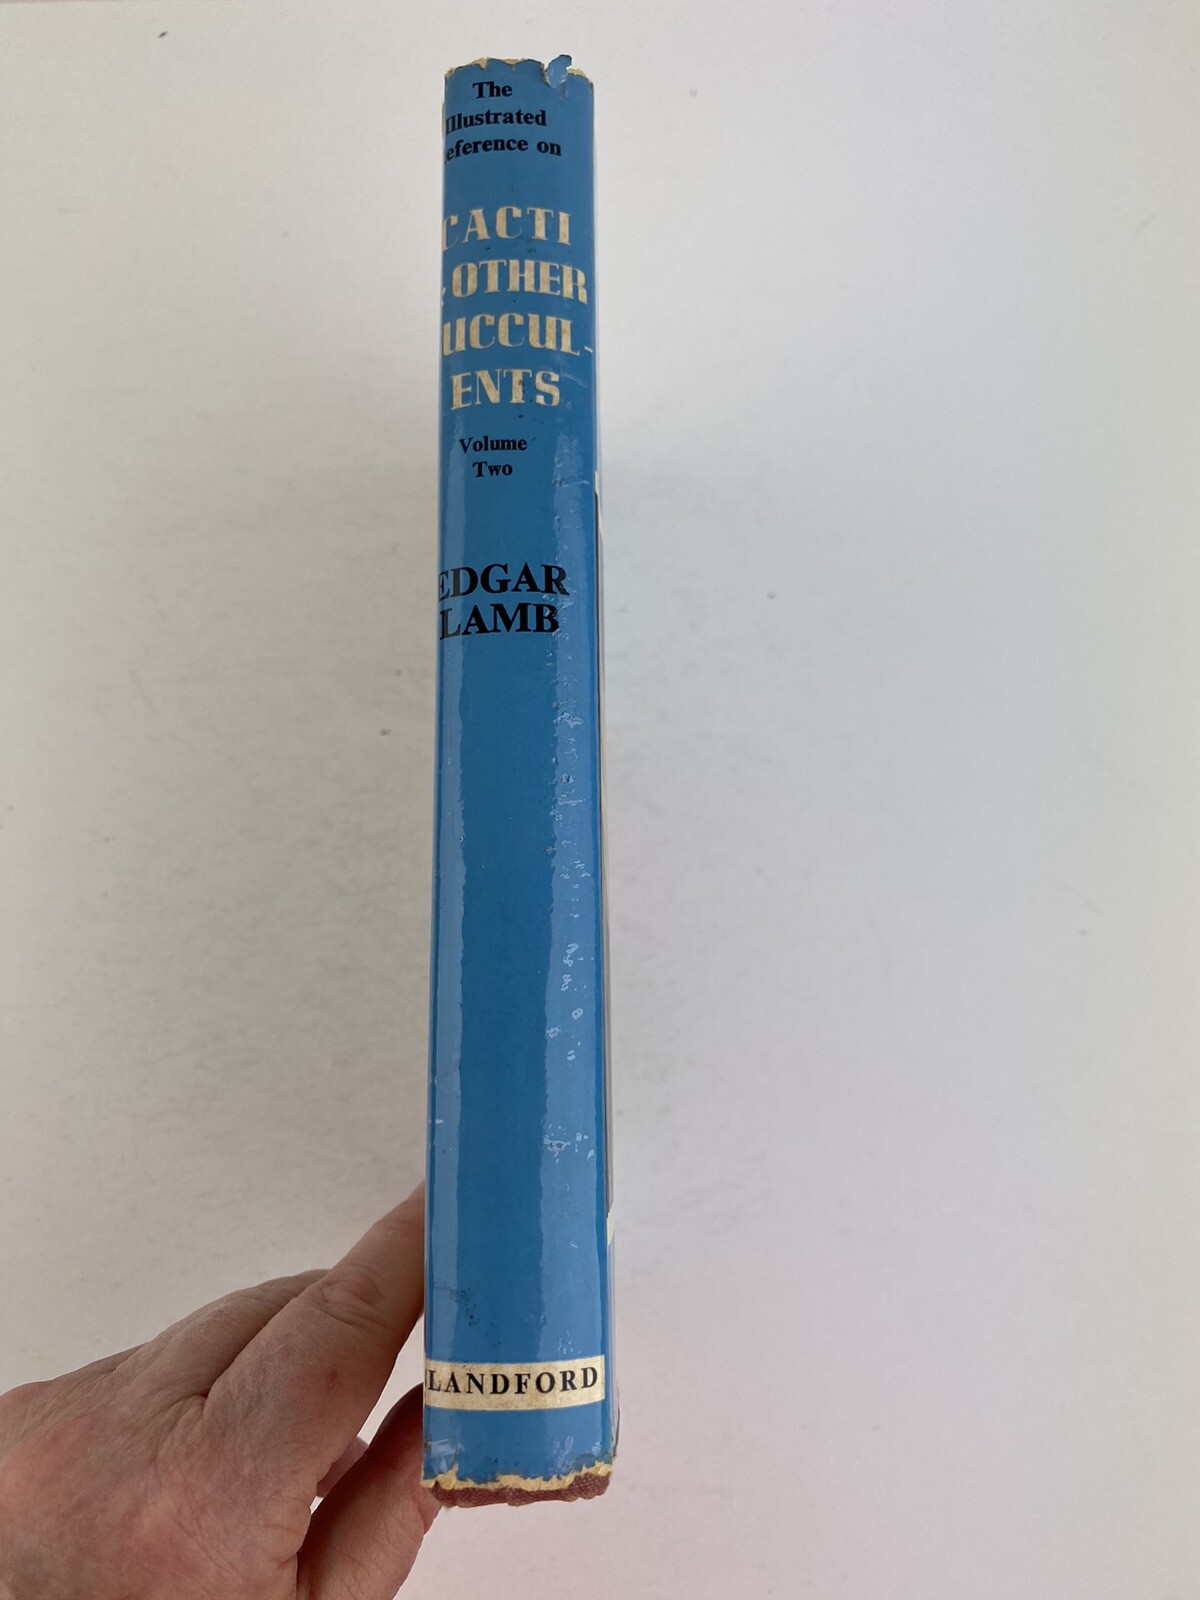 The
Illustrated
eference on
CACTI
& OTHER
UCCUL-
ENTS
Volume
Two
EDGAR
LAMB
LANDFORD